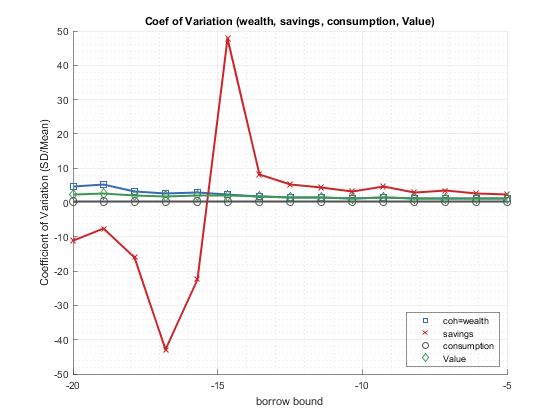 Coef of Variation (wealth, savings, consumption, Value)
Coefficient of Variation (SD/Mean)
50
40
30
20
10
0
-10
-20
-30
-40
-50
-20
-15
-10
-5
borrow bound
coh=wealth
savings
consumption
Value